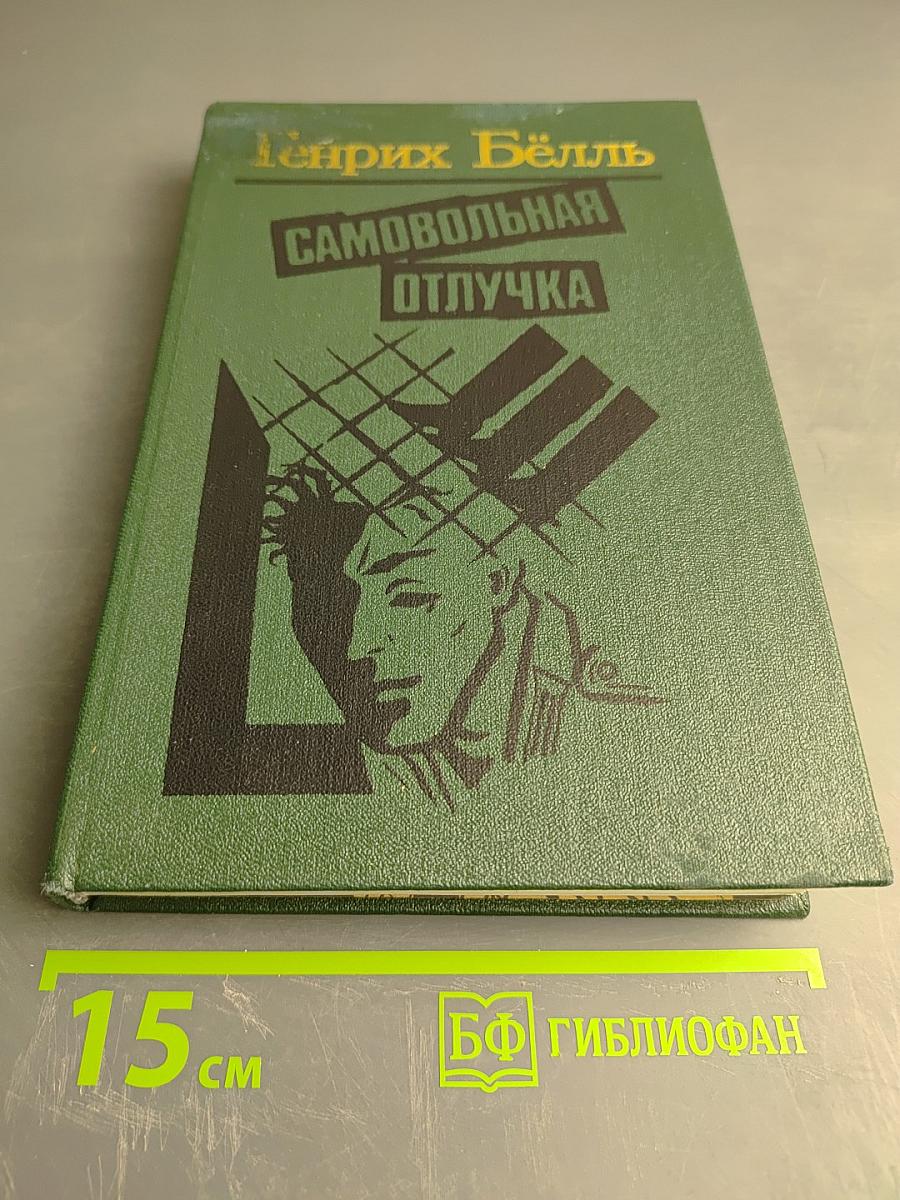 Генрих Бёлль
САМОВОЛЬНАЯ
ОТЛУЧКА
15 см
БФ ГИБЛИОФАН